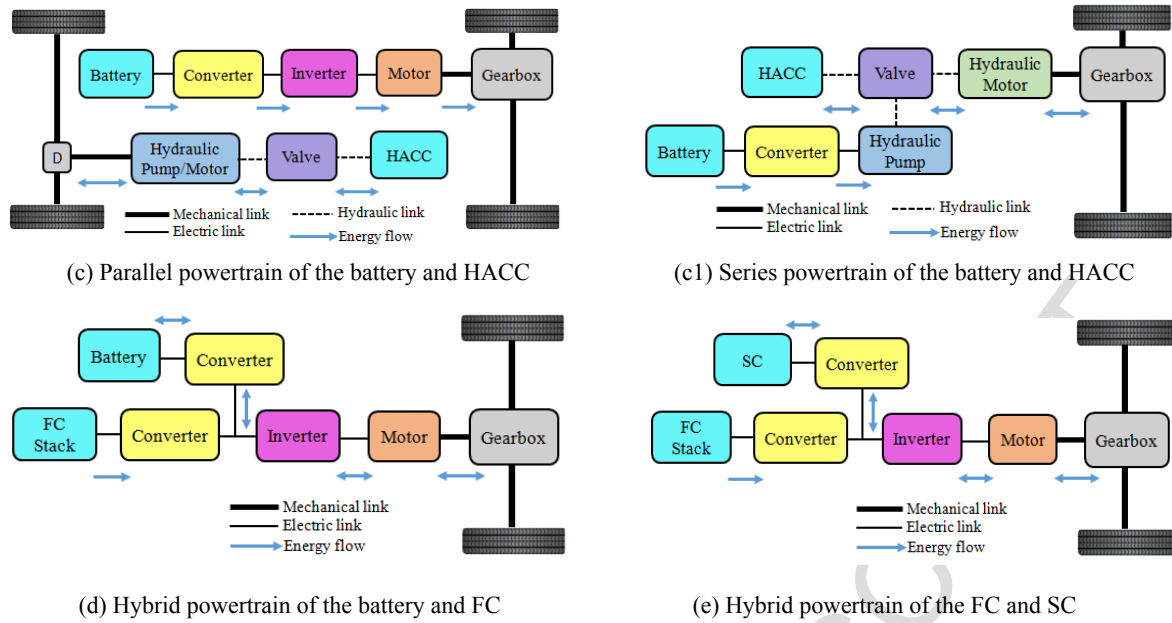 Battery
Converter
Inverter
Motor
Gearbox
D
Hydraulic
Pump/Motor
Valve
HACC
Mechanical link
Hydraulic link
Electric link
Energy flow
(c) Parallel powertrain of the battery and HACC
HACC
Valve
Hydraulic
Motor
Gearbox
Battery
Converter
Hydraulic
Pump
Mechanical link
Hydraulic link
Electric link
Energy flow
(c1) Series powertrain of the battery and HACC
Battery
Converter
FC
Stack
Converter
Inverter
Motor
Gearbox
Mechanical link
Electric link
Energy flow
(d) Hybrid powertrain of the battery and FC
SC
Converter
FC
Stack
Converter
Inverter
Motor
Gearbox
Mechanical link
Electric link
Energy flow
(e) Hybrid powertrain of the FC and SC